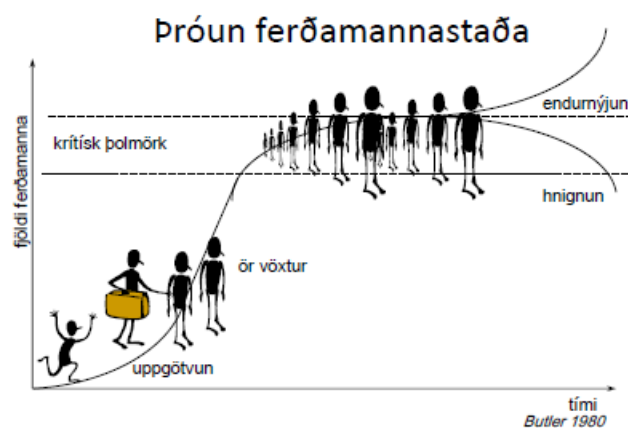 Þróun ferðamannastaða
endurnýjun
krítísk þolmörk
hnignun
fjöldi ferðamanna
ör vöxtur
uppgötvun
tími
Butler 1980